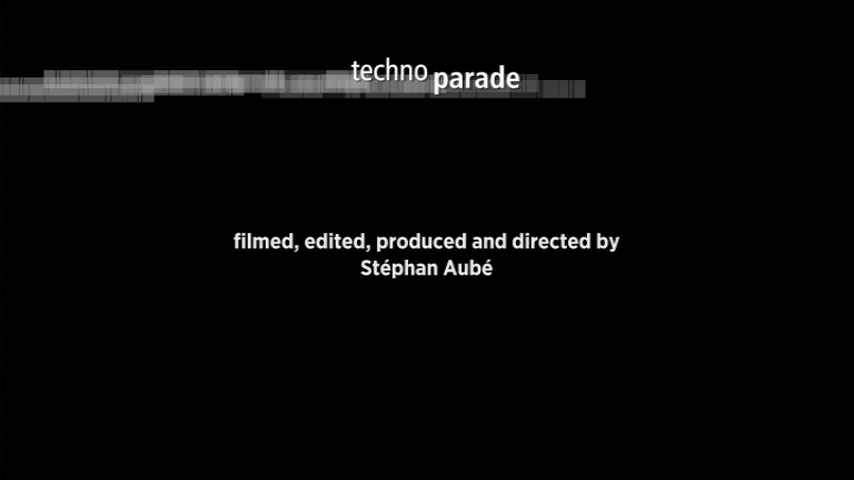 techno parade
filmed, edited, produced and directed by
Stéphan Aubé